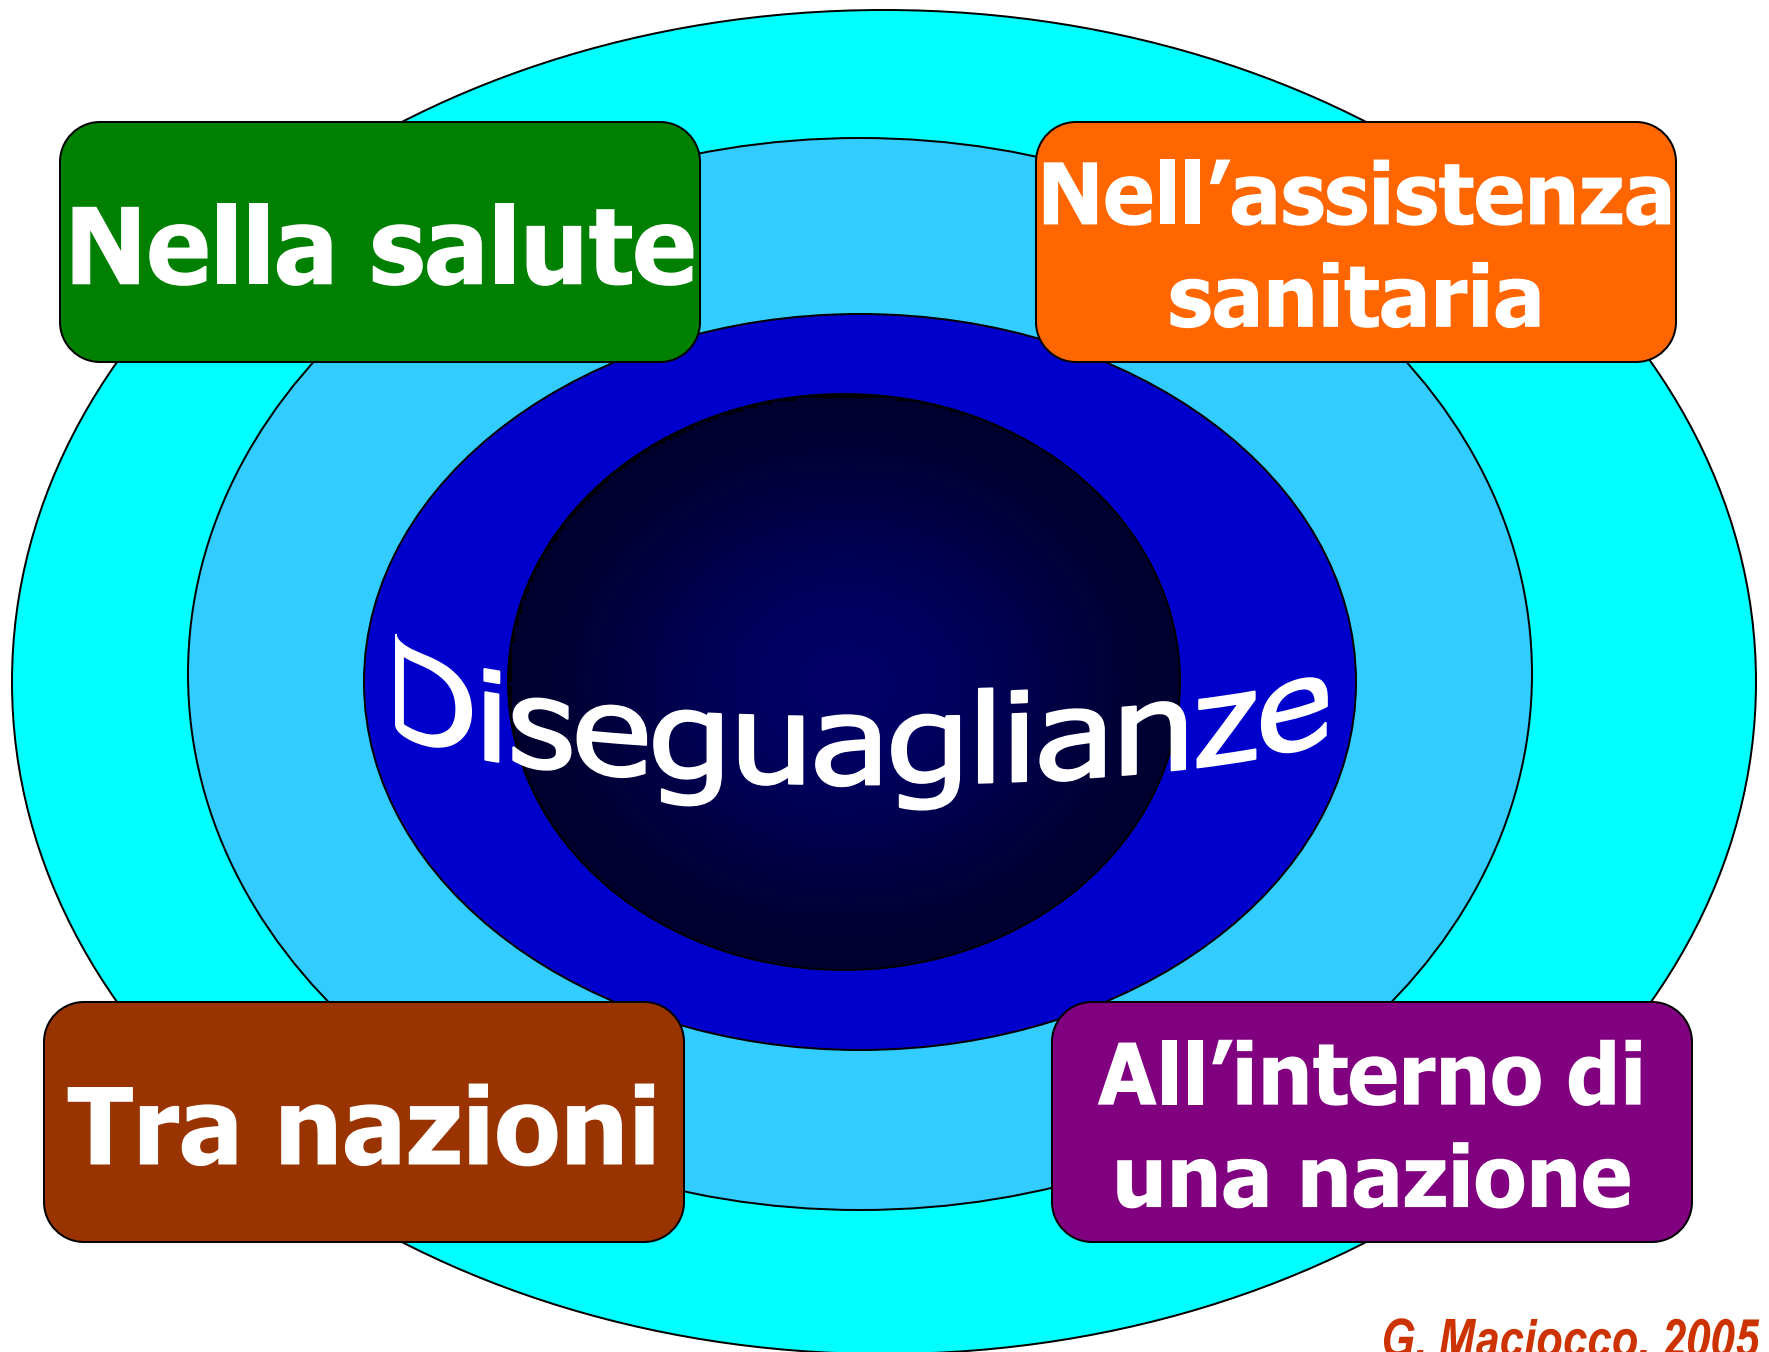 Nella salute
Nell’assistenza
sanitaria
Diseguaglianze
Tra nazioni
All’interno di
una nazione
G. Maciocco, 2005